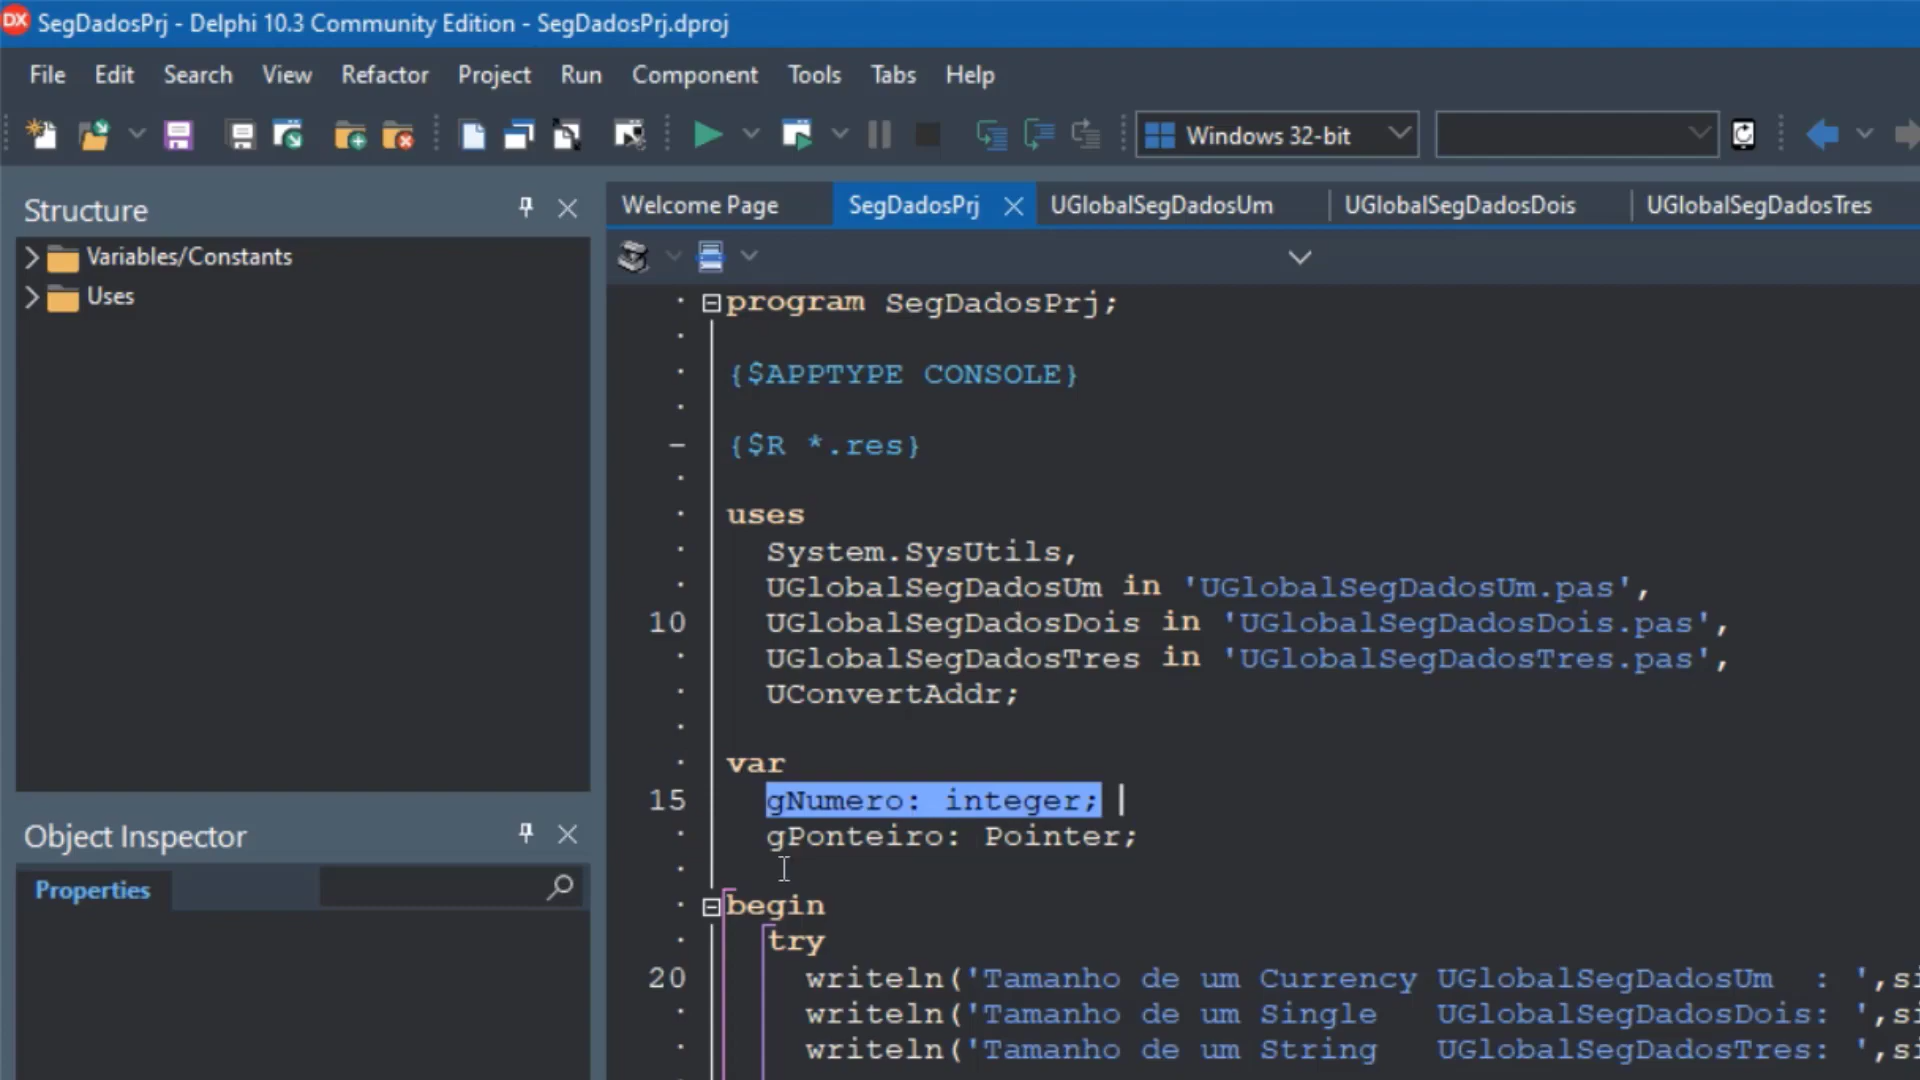 SegDadosPrj - Delphi 10.3 Community Edition - SegDadosPrj.dproj
File Edit Search View Refactor Project Run Component Tools Tabs Help
Windows 32-bit
Structure
Variables/Constants
Uses
Welcome Page SegDadosPrj UGlobalSegDadosUm UGlobalSegDadosDois UGlobalSegDadosTres
program SegDadosPrj;
{$APPTYPE CONSOLE}
{$R *.res}
uses
System.SysUtils,
UGlobalSegDadosUm in 'UGlobalSegDadosUm.pas',
10 UGlobalSegDadosDois in 'UGlobalSegDadosDois.pas',
UGlobalSegDadosTres in 'UGlobalSegDadosTres.pas',
UConvertAddr;
var
15 gNumero: integer;
gPonteiro: Pointer;
begin
try
20 writeln('Tamanho de um Currency UGlobalSegDadosUm : ',si
writeln('Tamanho de um Single UGlobalSegDadosDois: ',si
writeln('Tamanho de um String UGlobalSegDadosTres: ',si
Object Inspector
Properties